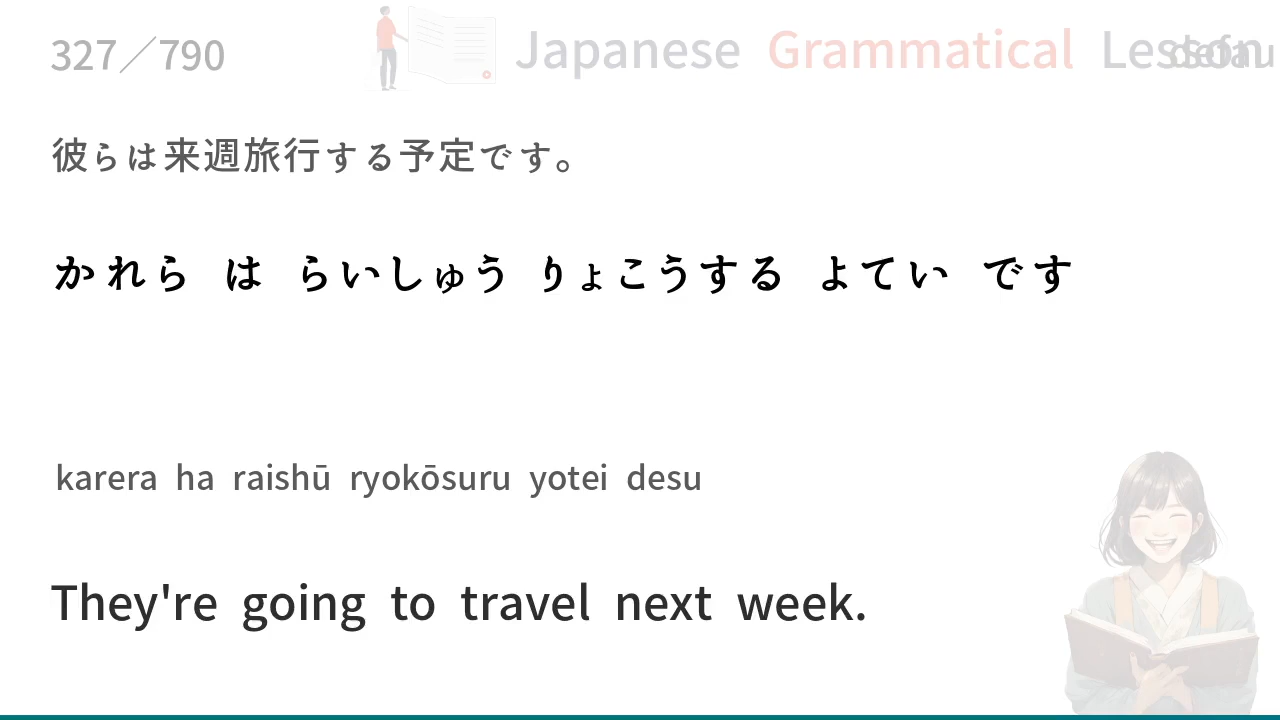 327／790
Japanese Grammatical Lesson
彼らは来週旅行する予定です。
かれら は らいしゅう りょこうする よてい です
karera ha raishū ryokōsuru yotei desu
They're going to travel next week.